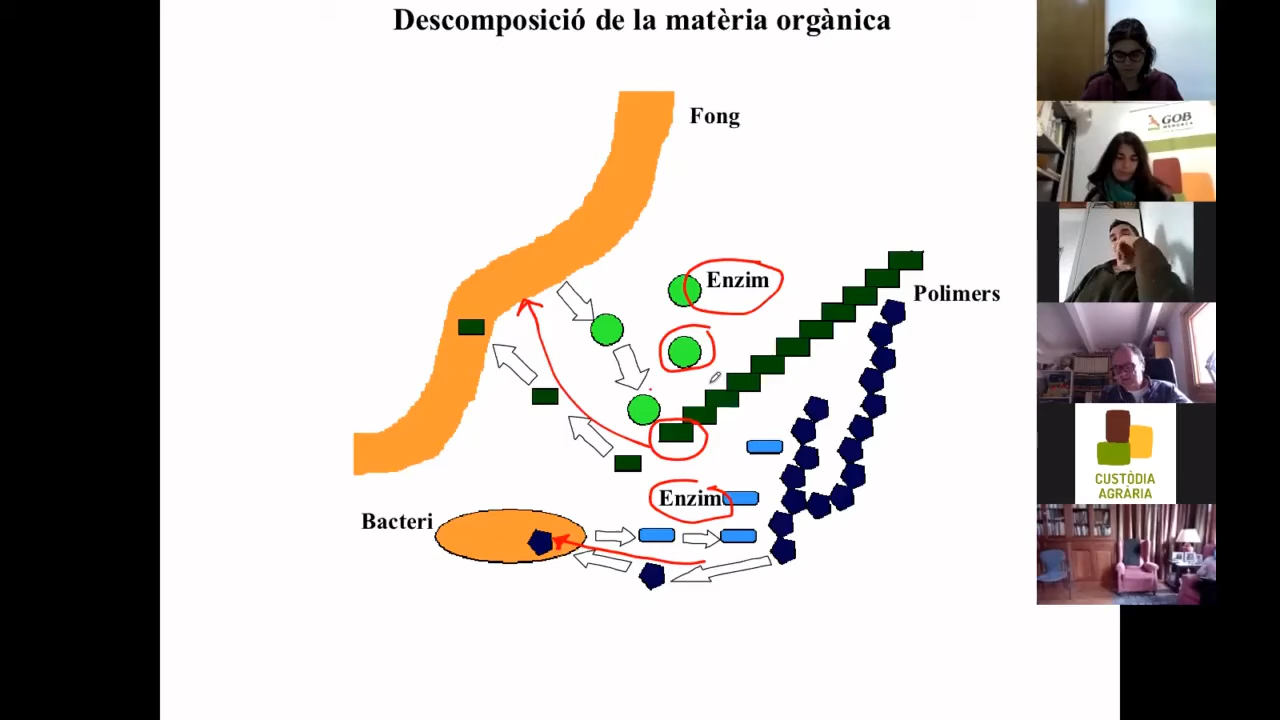 Descomposició de la matèria orgànica
Fong
Enzim
Polimers
Enzim
Bacteri
GOB
MENORCA
CUSTÒDIA
AGRÀRIA